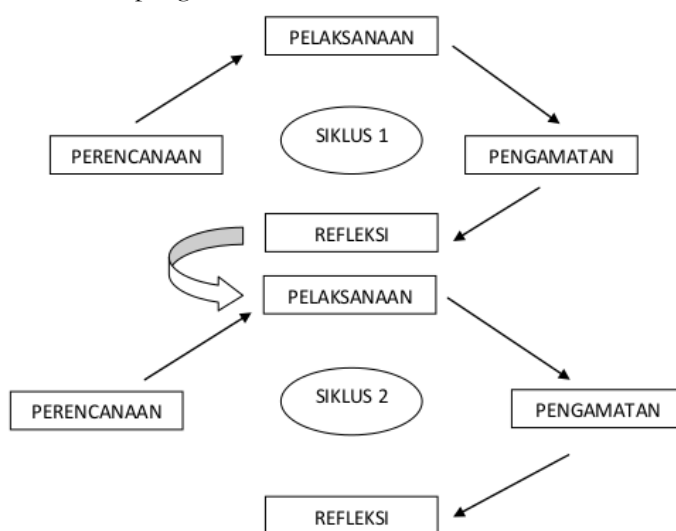 PELAKSANAAN
SIKLUS 1
PERENCANAAN
PENGAMATAN
REFLEKSI
PELAKSANAAN
SIKLUS 2
PERENCANAAN
PENGAMATAN
REFLEKSI